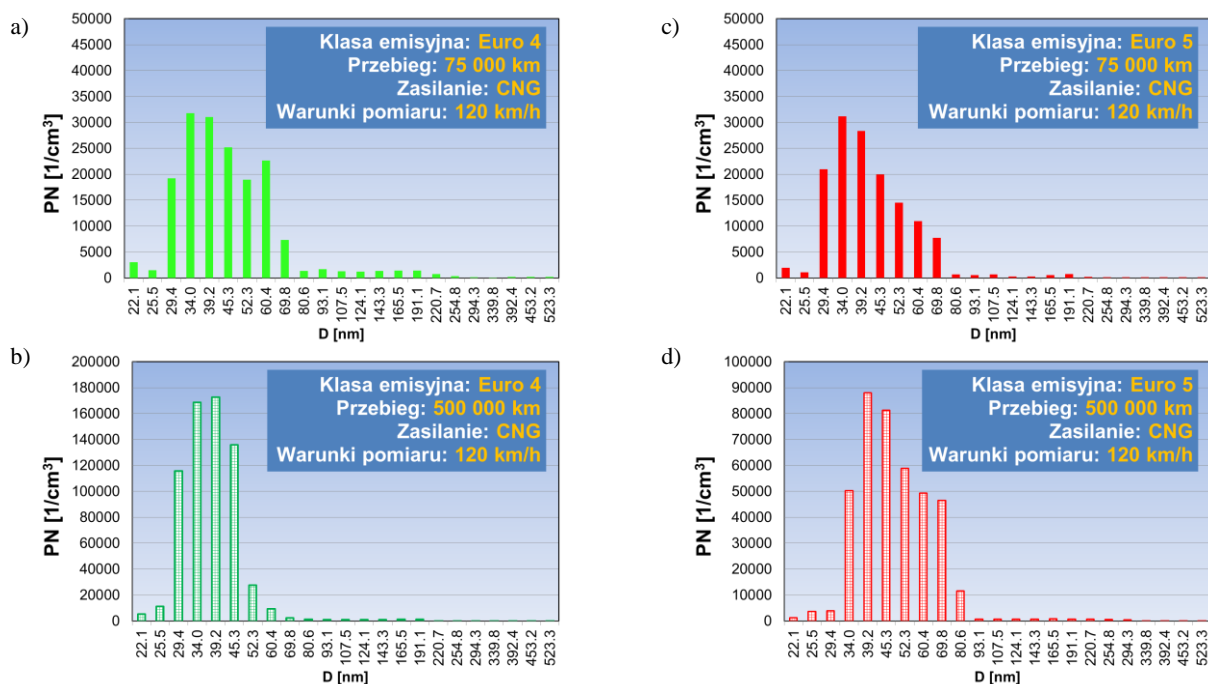 a)
50000
45000
40000
35000
30000
25000
20000
15000
10000
5000
0
PN [1/cm³]
Klasa emisyjna: Euro 4
Przebieg: 75 000 km
Zasilanie: CNG
Warunki pomiaru: 120 km/h
22.1 25.5 29.4 34.0 39.2 45.3 52.3 60.4 69.8 80.6 93.1 107.5 124.1 143.3 165.5 191.1 220.7 254.8 294.3 339.8 392.4 453.2 523.3
D [nm]
c)
50000
45000
40000
35000
30000
25000
20000
15000
10000
5000
0
PN [1/cm³]
Klasa emisyjna: Euro 5
Przebieg: 75 000 km
Zasilanie: CNG
Warunki pomiaru: 120 km/h
22.1 25.5 29.4 34.0 39.2 45.3 52.3 60.4 69.8 80.6 93.1 107.5 124.1 143.3 165.5 191.1 220.7 254.8 294.3 339.8 392.4 453.2 523.3
D [nm]
b)
200000
180000
160000
140000
120000
100000
80000
60000
40000
20000
0
PN [1/cm³]
Klasa emisyjna: Euro 4
Przebieg: 500 000 km
Zasilanie: CNG
Warunki pomiaru: 120 km/h
22.1 25.5 29.4 34.0 39.2 45.3 52.3 60.4 69.8 80.6 93.1 107.5 124.1 143.3 165.5 191.1 220.7 254.8 294.3 339.8 392.4 453.2 523.3
D [nm]
d)
100000
90000
80000
70000
60000
50000
40000
30000
20000
10000
0
PN [1/cm³]
Klasa emisyjna: Euro 5
Przebieg: 500 000 km
Zasilanie: CNG
Warunki pomiaru: 120 km/h
22.1 25.5 29.4 34.0 39.2 45.3 52.3 60.4 69.8 80.6 93.1 107.5 124.1 143.3 165.5 191.1 220.7 254.8 294.3 339.8 392.4 453.2 523.3
D [nm]